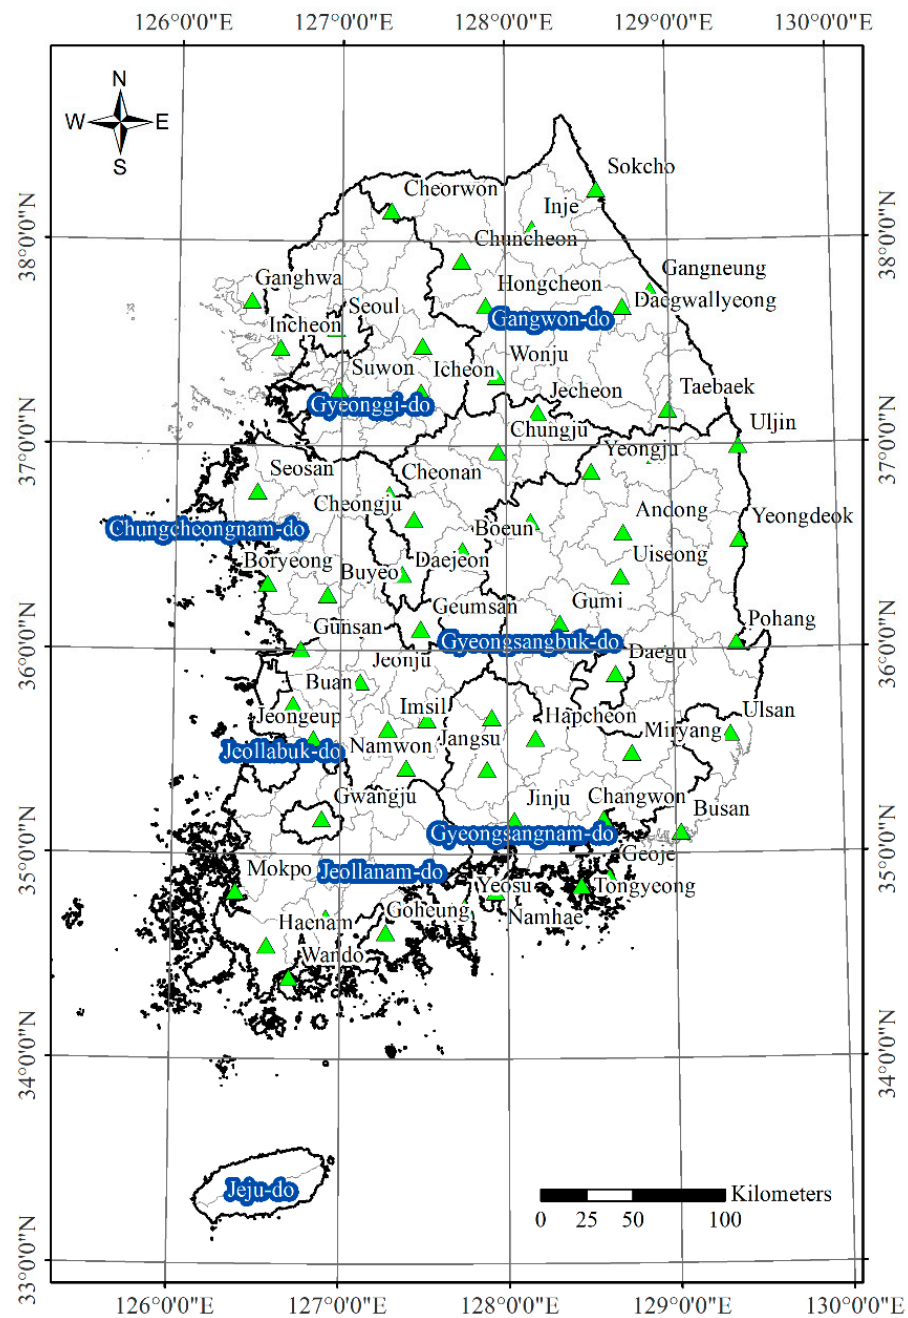 126°0'0"E 127°0'0"E 128°0'0"E 129°0'0"E 130°0'0"E
N
W E
S
Sokcho
Cheorwon
Inje
38°0'0"N 38°0'0"N
Chuncheon
Gangneung
Ganghwa
Hongcheon
Daegwallyeong
Seoul
Gangwon-do
Incheon
Wonju
Suwon Icheon
Jecheon Taebaek
Gyeonggi-do
Uljin
Chungju
37°0'0"N 37°0'0"N
Yeongju
Seosan Cheonan
Cheongju Andong Yeongdeok
Chungcheongnam-do
Boeun
Uiseong
Boryeong Daejeon
Buyeo
Geumsan Gumi
Pohang
Gunsan
Gyeongsangbuk-do
36°0'0"N 36°0'0"N
Daegu
Jeonju
Buan
Imsil Ulsan
Jeongeup Hapcheon
Miryang
Namwon Jangsu
Jeollabuk-do
Gwangju Jinju Changwon
Busan
Gyeongsangnam-do
35°0'0"N 35°0'0"N
Geoje
Mokpo Jeollanam-do
Yeosu Tongyeong
Goheung
Haenam Namhae
Wando
34°0'0"N 34°0'0"N
Jeju-do
Kilometers
0 25 50 100
33°0'0"N 33°0'0"N
126°0'0"E 127°0'0"E 128°0'0"E 129°0'0"E 130°0'0"E